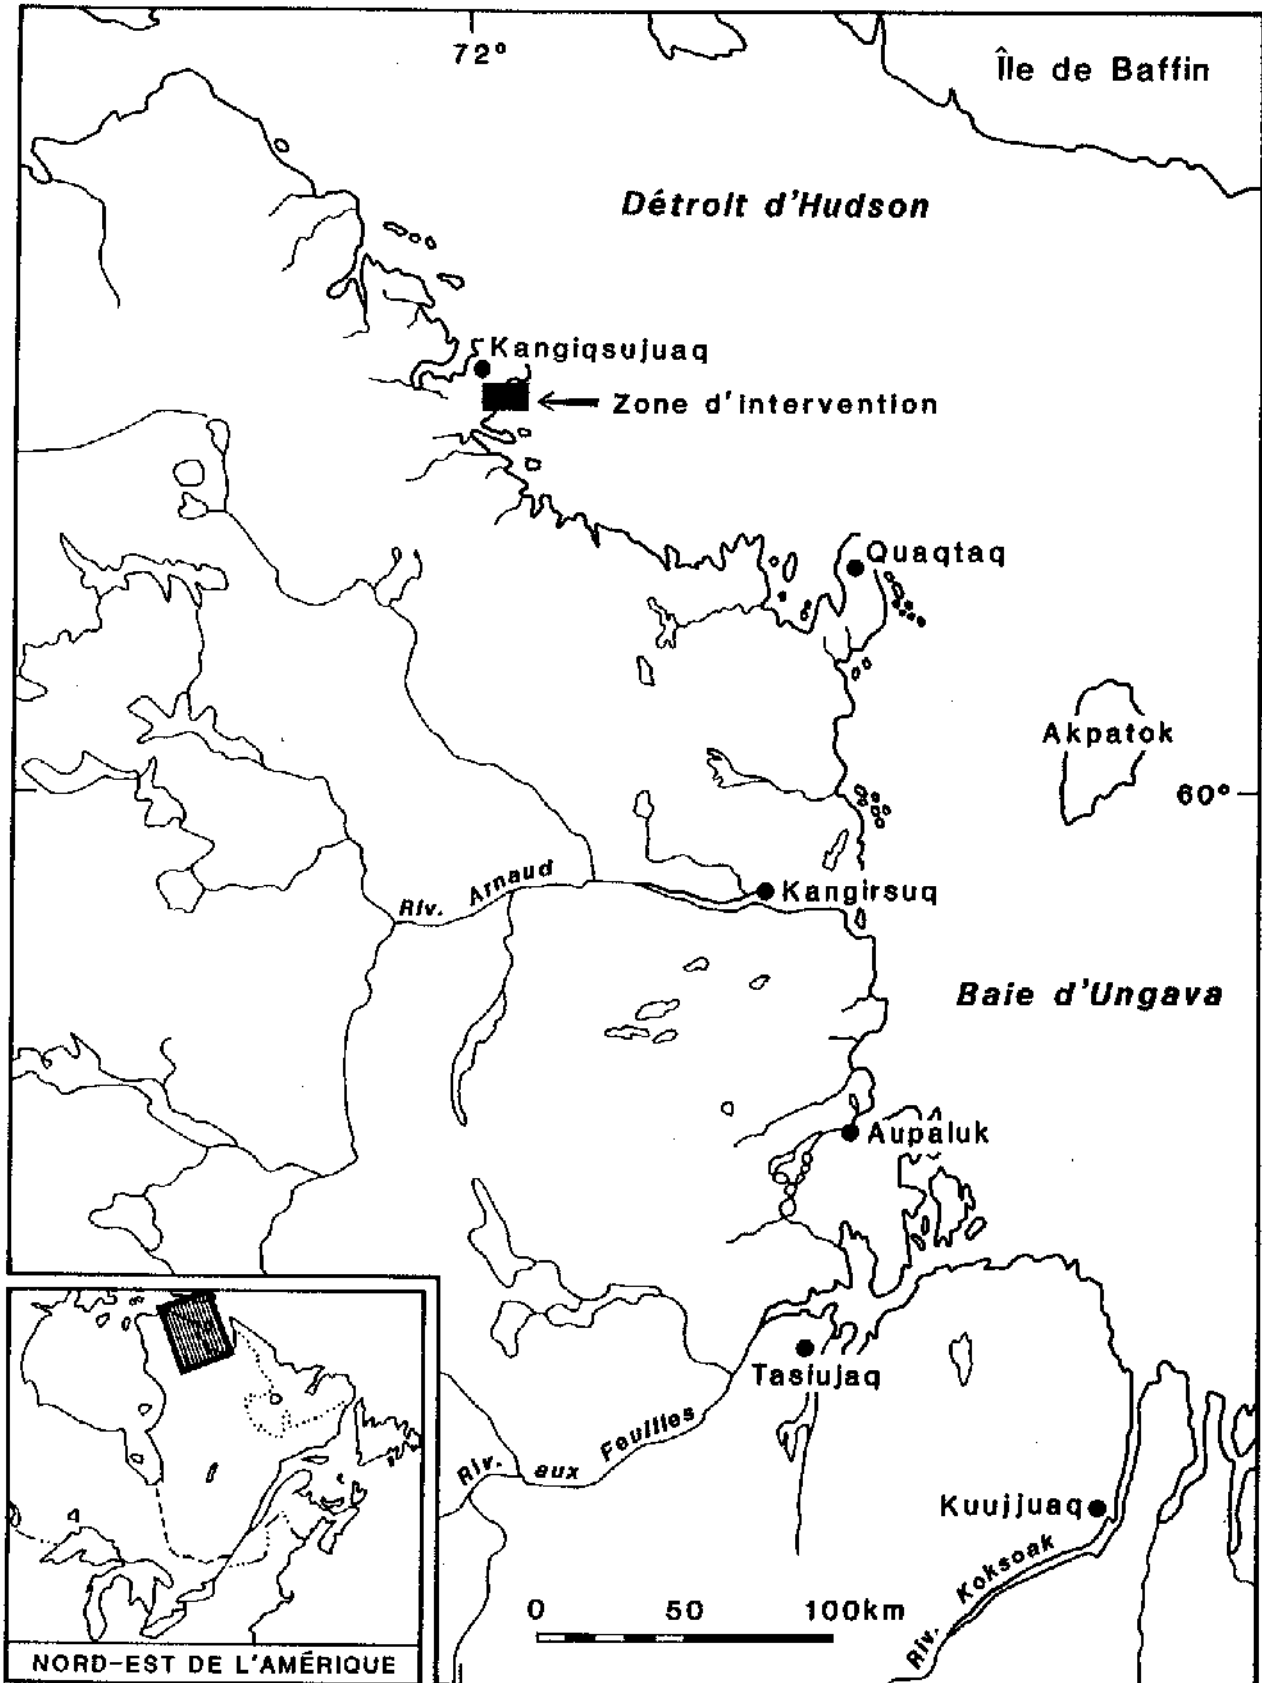 72°
Île de Baffin
Détroit d'Hudson
Kangiqsujuaq
Zone d'intervention
Quaqtaq
Akpatok
60°
Riv. Arnaud
Kangirsuq
Baie d'Ungava
Aupaluk
Tasiujaq
Riv. aux Feuilles
Kuujjuaq
Riv. Koksoak
0 50 100km
NORD-EST DE L'AMÉRIQUE